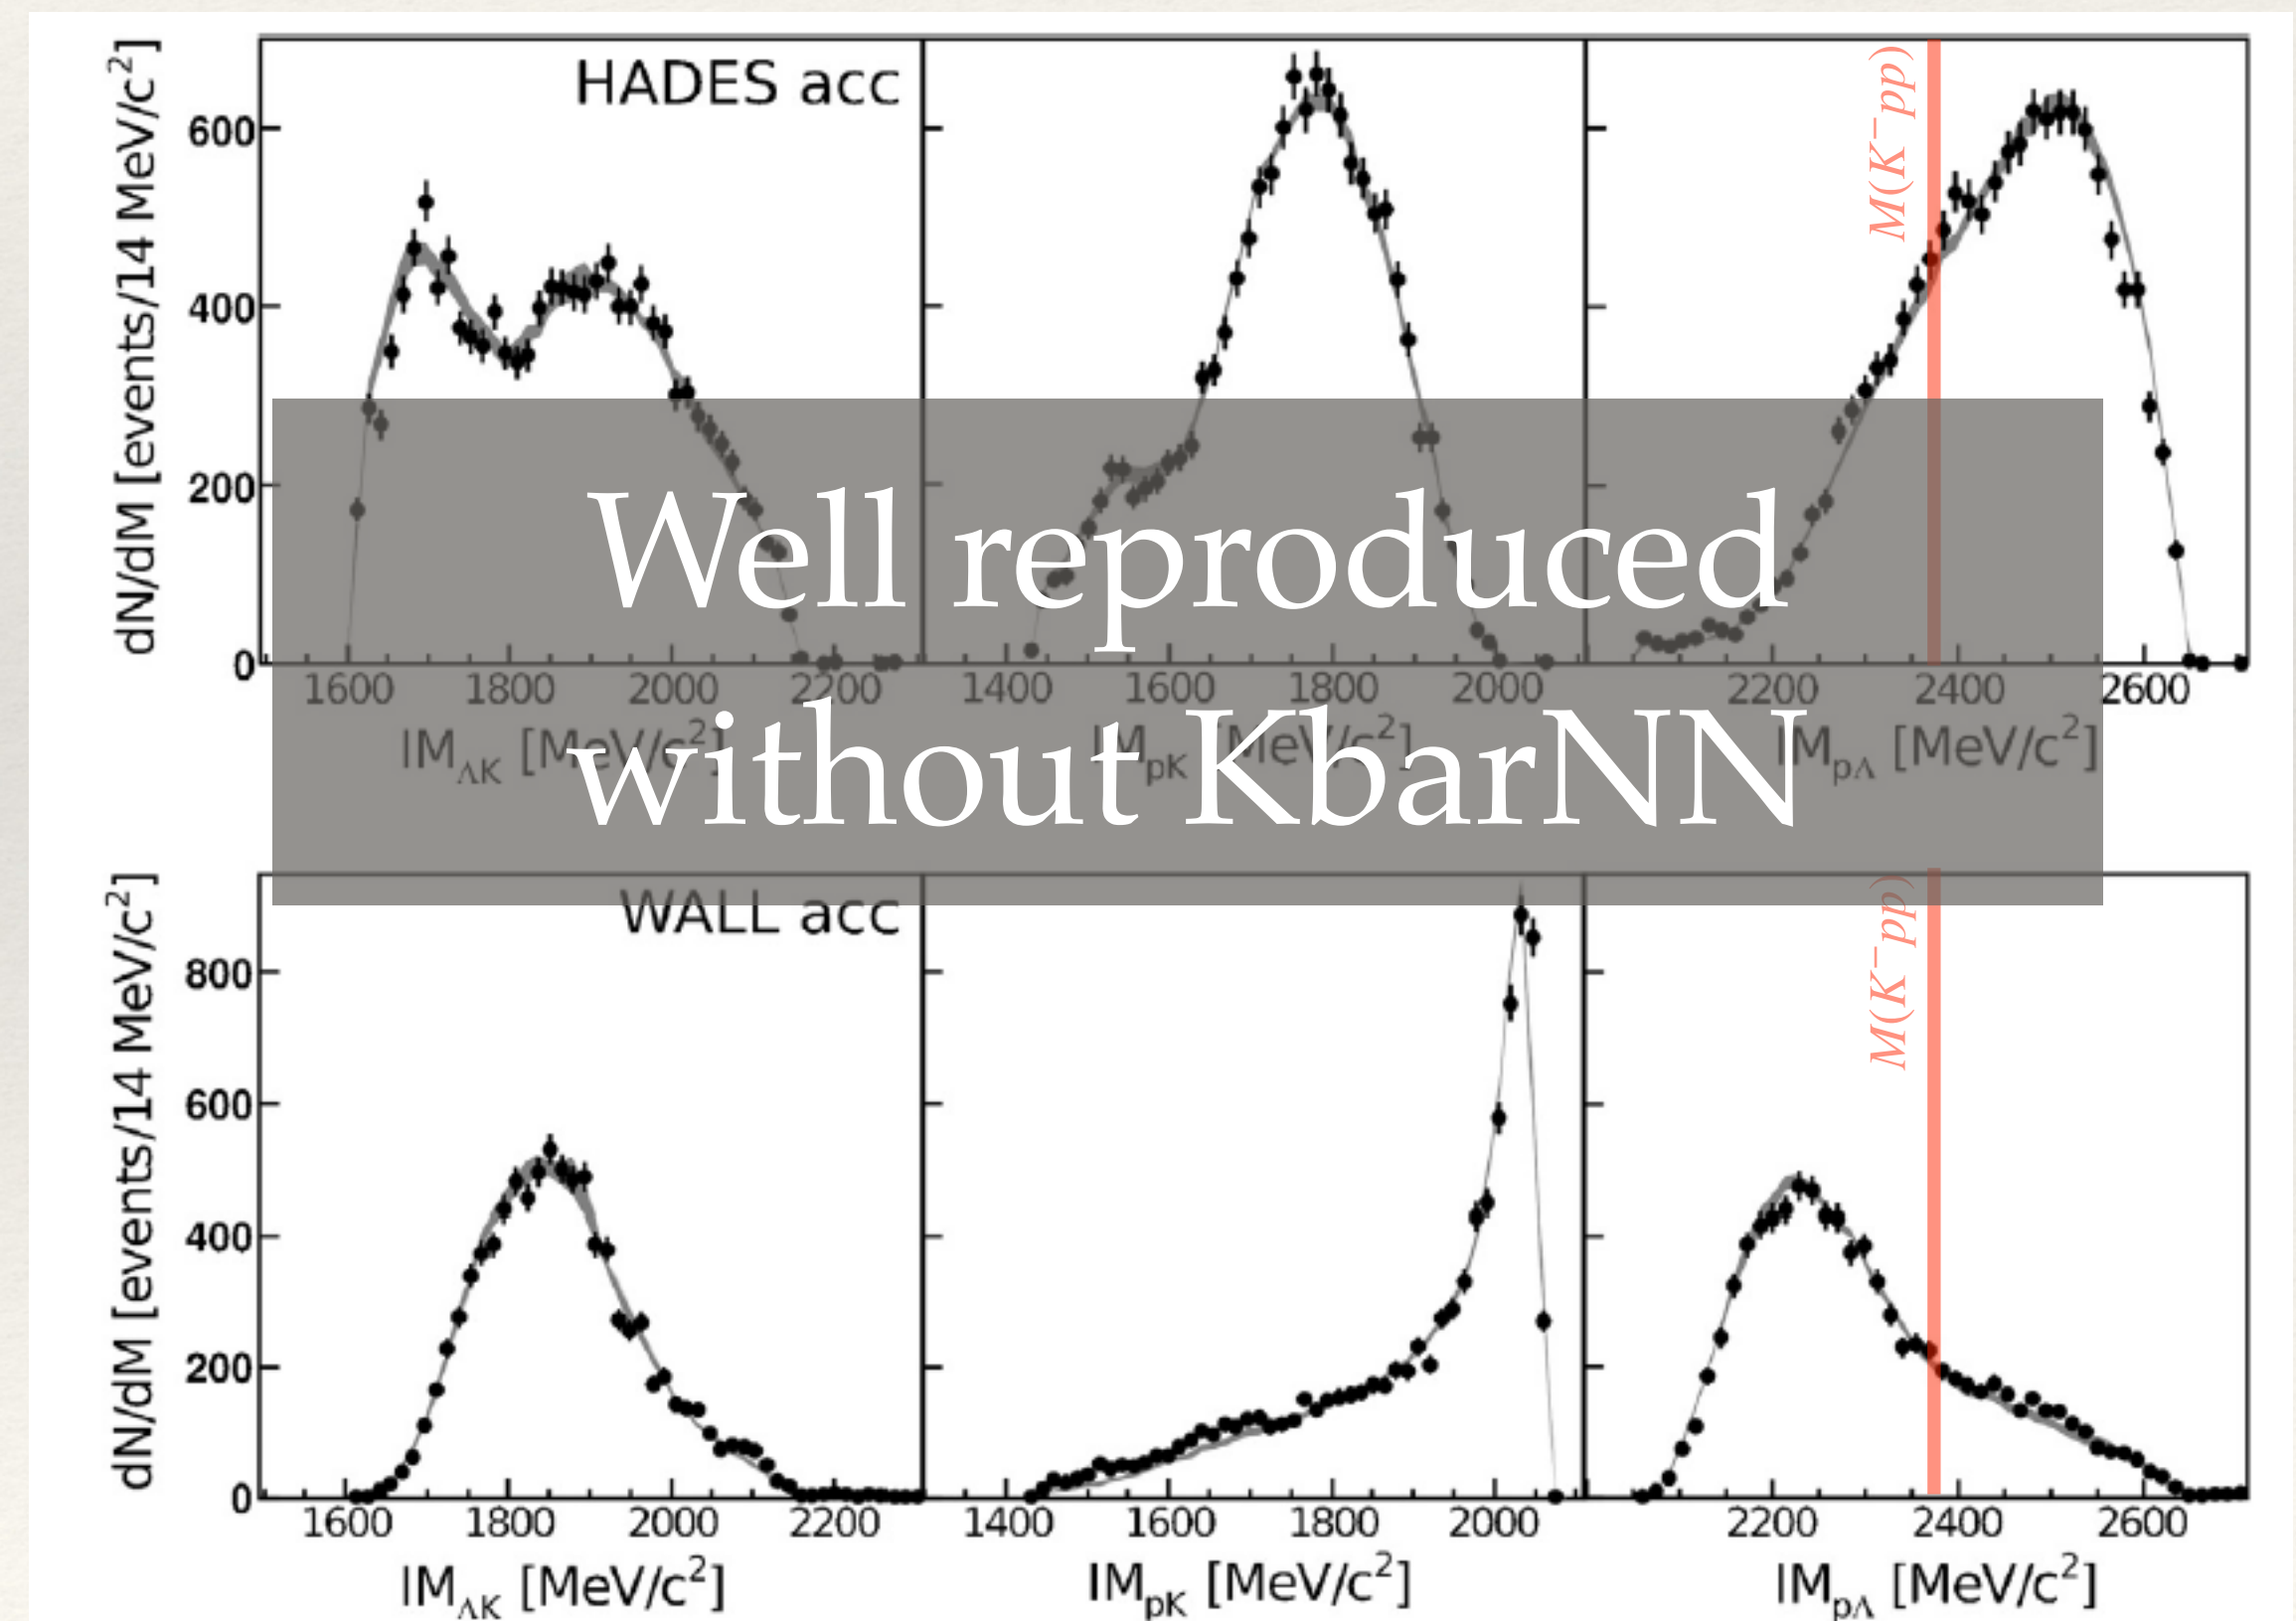 dN/dM [events/14 MeV/c²]
HADES acc
M(K⁻pp)
600
400
200
0
1600 1800 2000 2200
1400 1600 1800 2000
2200 2400 2600
IM_ΛK [MeV/c²]
IM_pK [MeV/c²]
IM_pΛ [MeV/c²]
Well reproduced
without KbarNN
dN/dM [events/14 MeV/c²]
WALL acc
M(K⁻pp)
800
600
400
200
0
1600 1800 2000 2200
1400 1600 1800 2000
2200 2400 2600
IM_ΛK [MeV/c²]
IM_pK [MeV/c²]
IM_pΛ [MeV/c²]